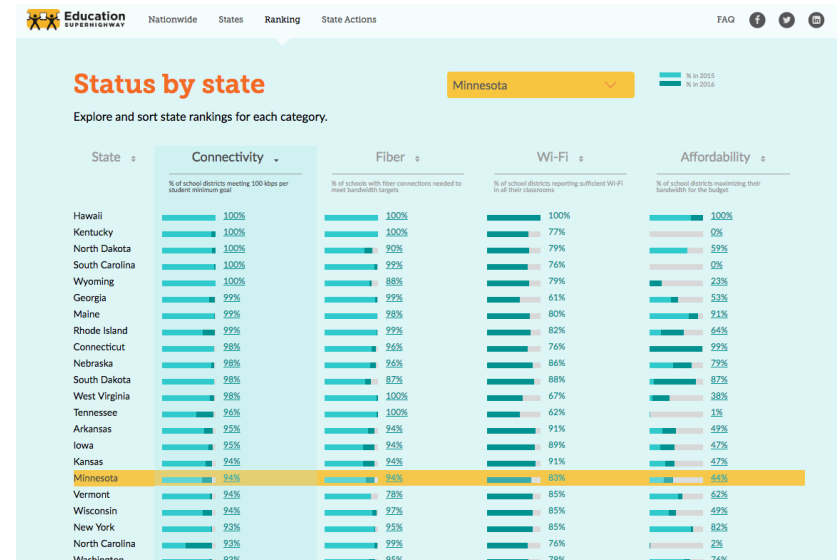 Education
SUPERHIGHWAY
Nationwide States Ranking State Actions FAQ
Status by state
Minnesota
% in 2015
% in 2016
Explore and sort state rankings for each category.
State Connectivity Fiber Wi-Fi Affordability
% of school districts meeting 100 kbps per student minimum goal
% of schools with fiber connections needed to meet bandwidth targets
% of school districts reporting sufficient Wi-Fi in all their classrooms
% of school districts maximizing their bandwidth for the budget
Hawaii 100% 100% 100% 100%
Kentucky 100% 100% 77% 0%
North Dakota 100% 90% 79% 59%
South Carolina 100% 99% 76% 0%
Wyoming 100% 88% 79% 23%
Georgia 99% 99% 61% 53%
Maine 99% 98% 80% 91%
Rhode Island 99% 99% 82% 64%
Connecticut 98% 96% 76% 99%
Nebraska 98% 96% 86% 79%
South Dakota 98% 87% 88% 87%
West Virginia 98% 100% 67% 38%
Tennessee 96% 100% 62% 1%
Arkansas 95% 94% 91% 49%
Iowa 95% 94% 89% 47%
Kansas 94% 94% 91% 47%
Minnesota 94% 94% 83% 44%
Vermont 94% 78% 85% 62%
Wisconsin 94% 97% 85% 49%
New York 93% 95% 85% 82%
North Carolina 93% 99% 76% 2%
Washington 93% 95% 78% 76%